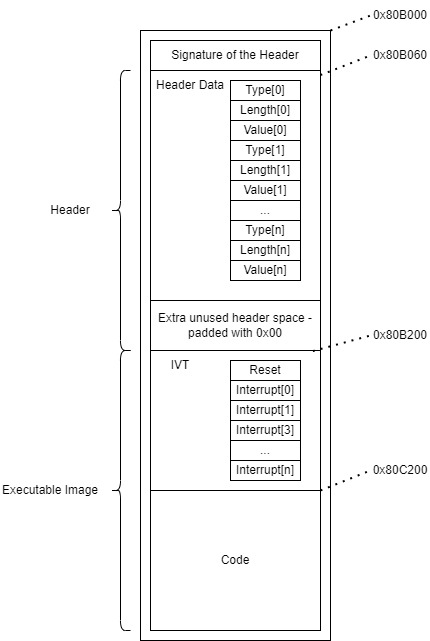 0x80B000
Signature of the Header
0x80B060
Header Data
Type[0]
Length[0]
Value[0]
Type[1]
Length[1]
Value[1]
...
Type[n]
Length[n]
Value[n]
Header
Extra unused header space -
padded with 0x00
0x80B200
IVT
Reset
Interrupt[0]
Interrupt[1]
Interrupt[3]
...
Interrupt[n]
0x80C200
Executable Image
Code